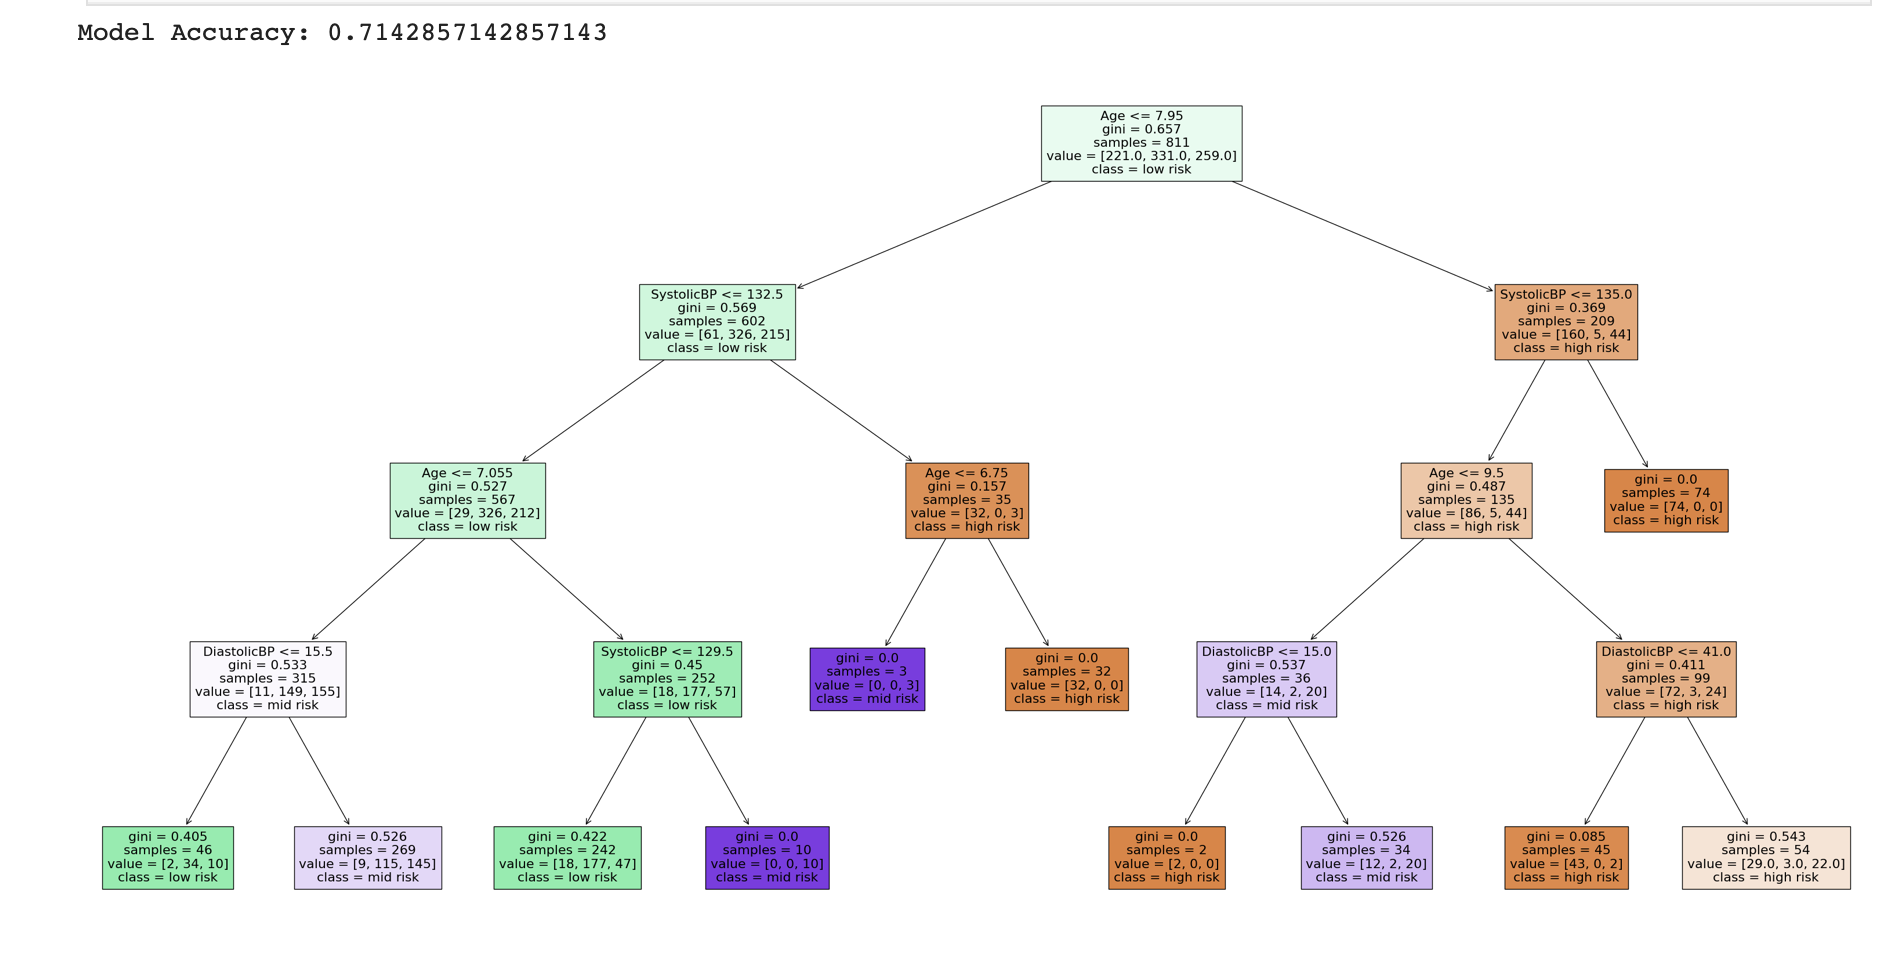 Model Accuracy: 0.7142857142857143
Age <= 7.95
gini = 0.657
samples = 811
value = [221.0, 331.0, 259.0]
class = low risk
SystolicBP <= 132.5
gini = 0.569
samples = 602
value = [61, 326, 215]
class = low risk
SystolicBP <= 135.0
gini = 0.369
samples = 209
value = [160, 5, 44]
class = high risk
Age <= 7.055
gini = 0.527
samples = 567
value = [29, 326, 212]
class = low risk
Age <= 6.75
gini = 0.157
samples = 35
value = [32, 0, 3]
class = high risk
Age <= 9.5
gini = 0.487
samples = 135
value = [86, 5, 44]
class = high risk
gini = 0.0
samples = 74
value = [74, 0, 0]
class = high risk
DiastolicBP <= 15.5
gini = 0.533
samples = 315
value = [11, 149, 155]
class = mid risk
SystolicBP <= 129.5
gini = 0.45
samples = 252
value = [18, 177, 57]
class = low risk
gini = 0.0
samples = 3
value = [0, 0, 3]
class = mid risk
gini = 0.0
samples = 32
value = [32, 0, 0]
class = high risk
DiastolicBP <= 15.0
gini = 0.537
samples = 36
value = [14, 2, 20]
class = mid risk
DiastolicBP <= 41.0
gini = 0.411
samples = 99
value = [72, 3, 24]
class = high risk
gini = 0.405
samples = 46
value = [2, 34, 10]
class = low risk
gini = 0.526
samples = 269
value = [9, 115, 145]
class = mid risk
gini = 0.422
samples = 242
value = [18, 177, 47]
class = low risk
gini = 0.0
samples = 10
value = [0, 0, 10]
class = mid risk
gini = 0.0
samples = 2
value = [2, 0, 0]
class = high risk
gini = 0.526
samples = 34
value = [12, 2, 20]
class = mid risk
gini = 0.085
samples = 45
value = [43, 0, 2]
class = high risk
gini = 0.543
samples = 54
value = [29.0, 3.0, 22.0]
class = high risk